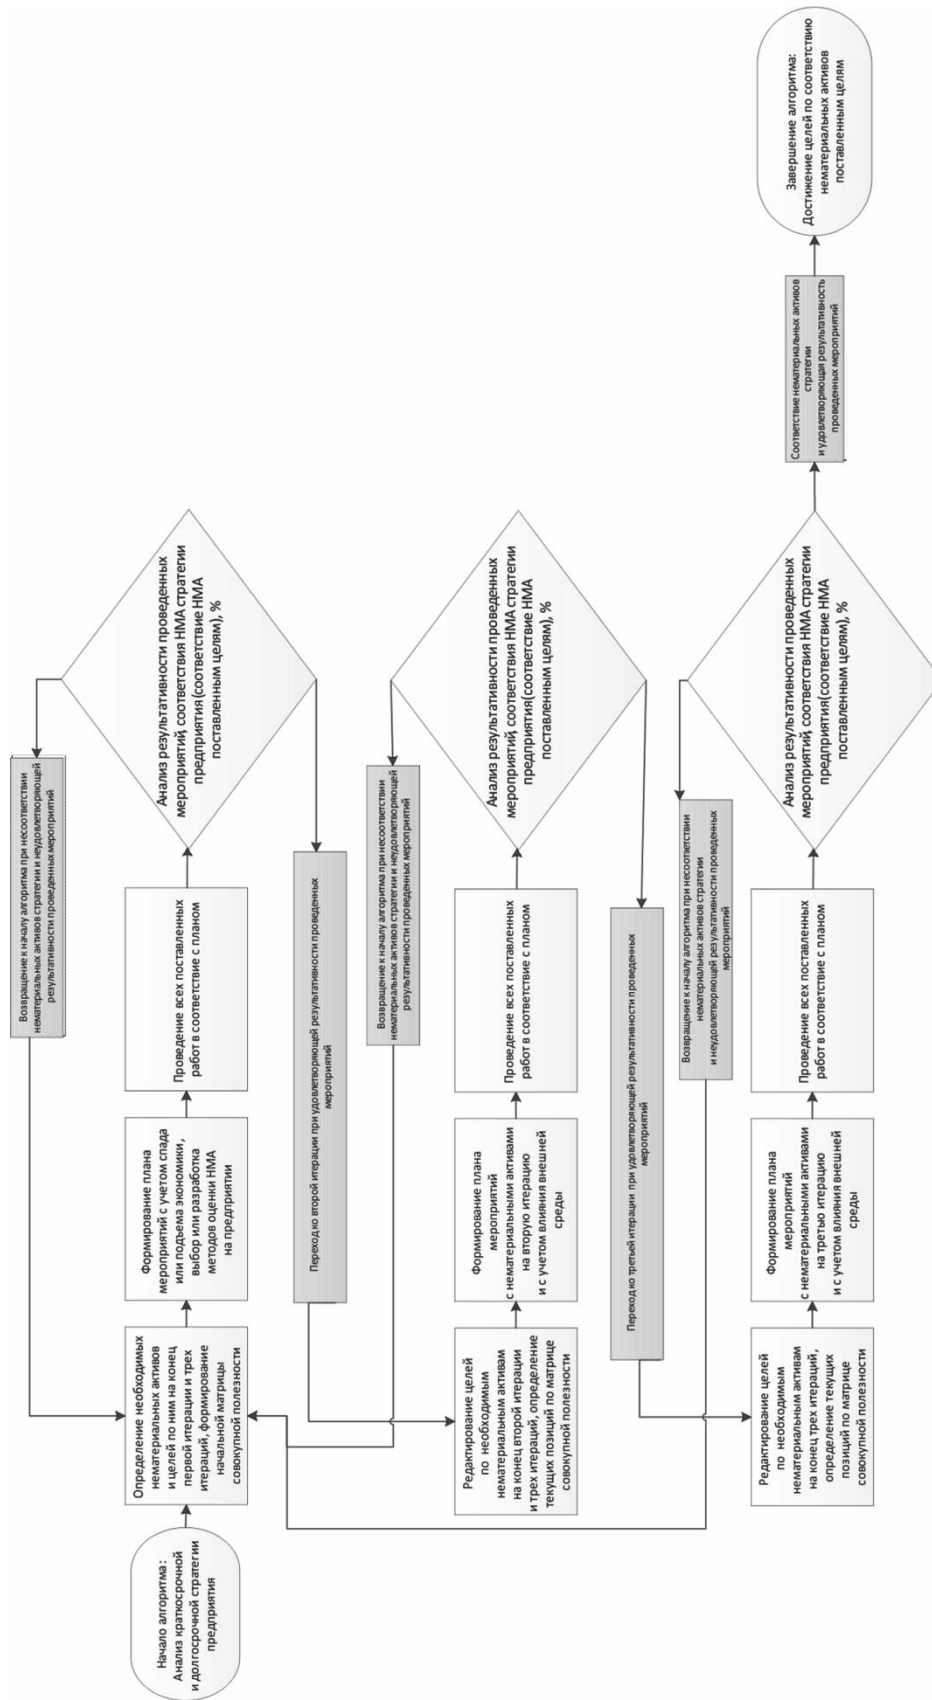 Начало алгоритма:
Анализ краткосрочной
и долгосрочной стратегии
предприятия
Определение необходимых
нематериальных активов
и целей по ним на конец
первой итерации и трех
итераций, формирование
начальной матрицы
совокупной полезности
Формирование плана
мероприятий с учетом спада
или подъема экономики,
выбор или разработка
методов оценки НМА
на предприятии
Проведение всех поставленных
работ в соответствие с планом
Анализ результативности проведенных
мероприятий, соответствия НМА стратегии
предприятия(соответствие НМА
поставленным целям), %
Возвращение к началу алгоритма при несоответствии
нематериальных активов стратегии и неудовлетворяющей
результативности проведенных мероприятий
Переход ко второй итерации при удовлетворяющей результативности проведенных
мероприятий
Редактирование целей
по необходимым
нематериальным активам
на конец второй итерации
и трех итераций, определение
текущих позиций по матрице
совокупной полезности
Формирование плана
мероприятий
с нематериальными активами
на вторую итерацию
и с учетом влияния внешней
среды
Проведение всех поставленных
работ в соответствие с планом
Анализ результативности проведенных
мероприятий, соответствия НМА стратегии
предприятия(соответствие НМА
поставленным целям), %
Возвращение к началу алгоритма при несоответствии
нематериальных активов стратегии и неудовлетворяющей
результативности проведенных мероприятий
Переход ко третьей итерации при удовлетворяющей результативности проведенных
мероприятий
Редактирование целей
по необходимым
нематериальным активам
на конец трех итераций,
определение текущих
позиций по матрице
совокупной полезности
Формирование плана
мероприятий
с нематериальными активами
на третью итерацию
и с учетом влияния внешней
среды
Проведение всех поставленных
работ в соответствие с планом
Анализ результативности проведенных
мероприятий, соответствия НМА стратегии
предприятия(соответствие НМА
поставленным целям), %
Возвращение к началу алгоритма при несоответствии
нематериальных активов стратегии
и неудовлетворяющей результативности проведенных
мероприятий
Соответствие нематериальных активов
стратегии
и удовлетворяющая результативность
проведенных мероприятий
Завершение алгоритма:
Достижение целей по соответствию
нематериальных активов
поставленным целям